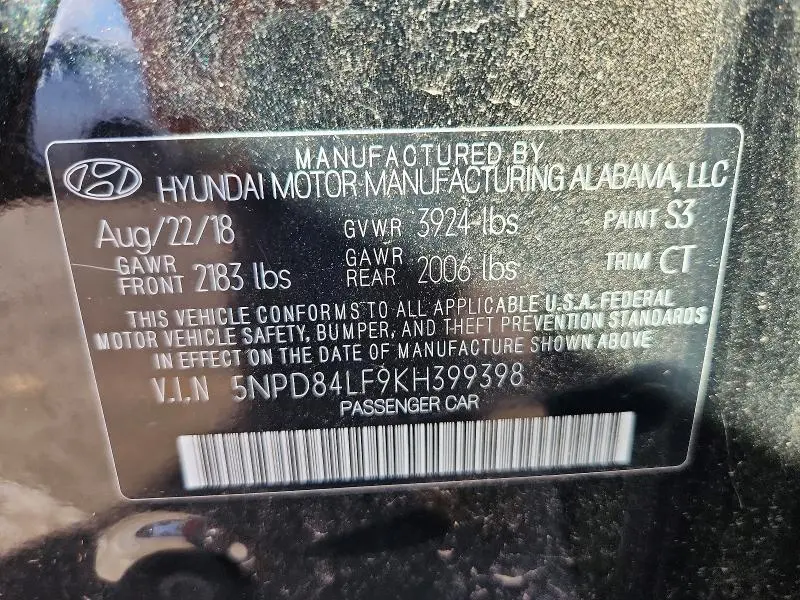 MANUFACTURED BY
HYUNDAI MOTOR MANUFACTURING ALABAMA, LLC
Aug/22/18 GVWR 3924 lbs PAINT S3
GAWR FRONT 2183 lbs GAWR REAR 2006 lbs TRIM CT
THIS VEHICLE CONFORMS TO ALL APPLICABLE U.S.A. FEDERAL
MOTOR VEHICLE SAFETY, BUMPER, AND THEFT PREVENTION STANDARDS
IN EFFECT ON THE DATE OF MANUFACTURE SHOWN ABOVE
V.I.N 5NPD84LF9KH399398
PASSENGER CAR